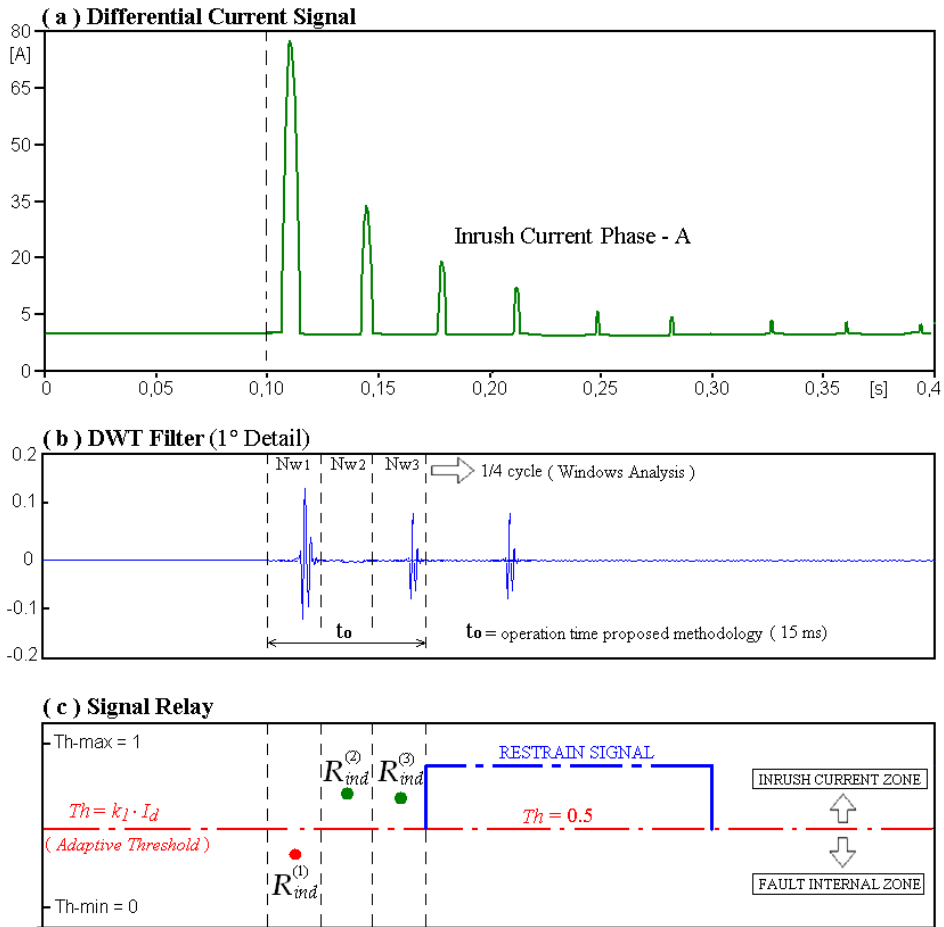 ( a ) Differential Current Signal
80
[A]
65
50
35
Inrush Current Phase - A
20
5
0
0 0,05 0,10 0,15 0,20 0,25 0,30 0,35 [s] 0,4
( b ) DWT Filter (1° Detail)
0.2
Nw1 Nw2 Nw3 1/4 cycle ( Windows Analysis )
0.1
0
-0.1
to to = operation time proposed methodology ( 15 ms)
-0.2
( c ) Signal Relay
Th-max = 1
RESTRAIN SIGNAL
R_ind^(2) R_ind^(3)
INRUSH CURRENT ZONE
Th = k1 · Id Th = 0.5
( Adaptive Threshold )
R_ind^(1)
FAULT INTERNAL ZONE
Th-min = 0